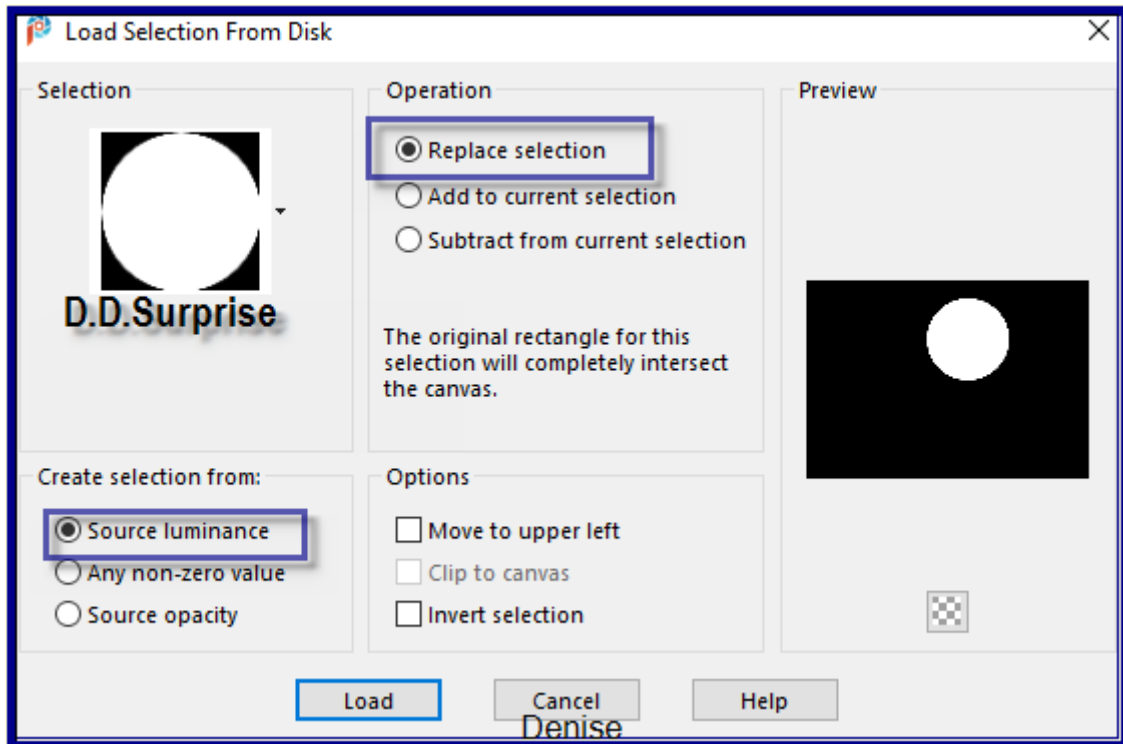 Load Selection From Disk
Selection
D.D.Surprise
Operation
Replace selection
Add to current selection
Subtract from current selection
The original rectangle for this
selection will completely intersect
the canvas.
Preview
Create selection from:
Source luminance
Any non-zero value
Source opacity
Options
Move to upper left
Clip to canvas
Invert selection
Load
Cancel
Help
Denise